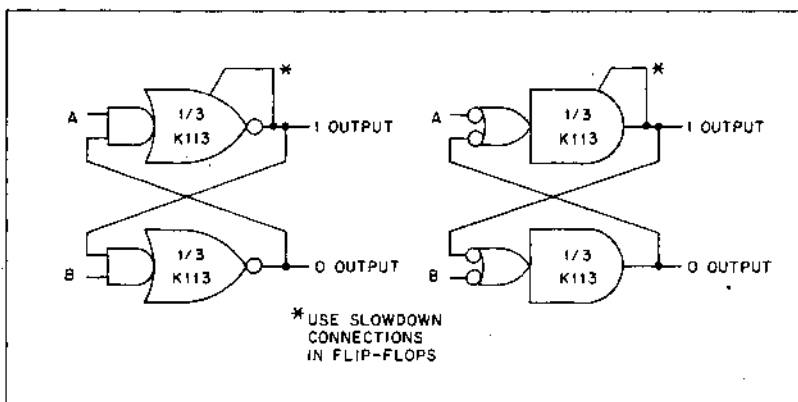 *
*
A
1/3
K113
1 OUTPUT
A
1/3
K113
1 OUTPUT
B
1/3
K113
0 OUTPUT
B
1/3
K113
0 OUTPUT
* USE SLOWDOWN
CONNECTIONS
IN FLIP-FLOPS